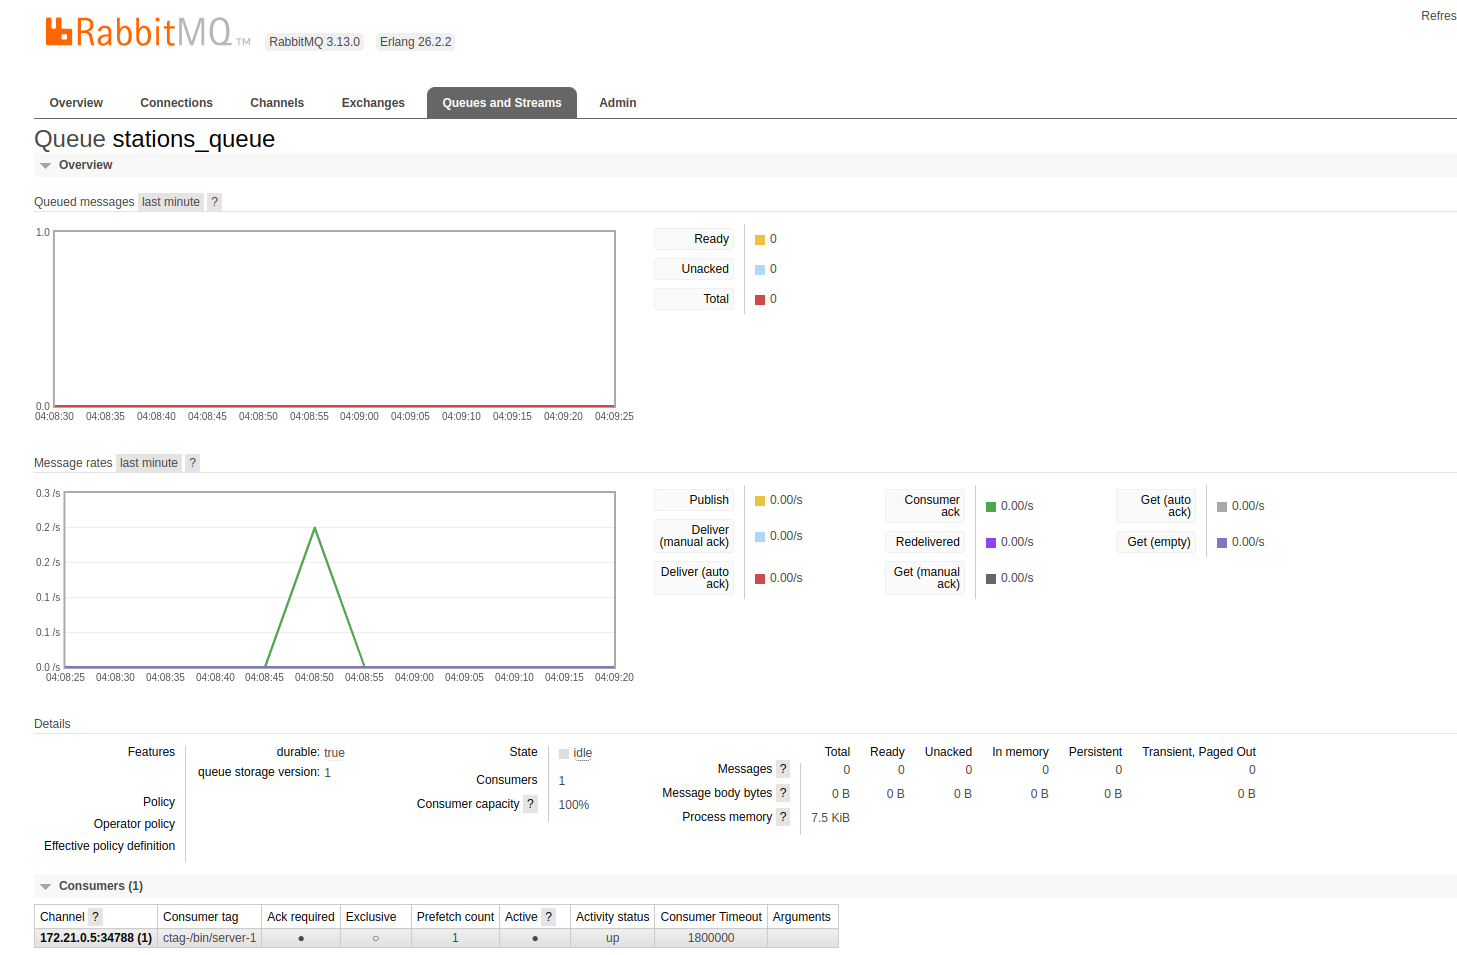 Refres
RabbitMQ TM RabbitMQ 3.13.0 Erlang 26.2.2
Overview Connections Channels Exchanges Queues and Streams Admin
Queue stations_queue
Overview
Queued messages last minute ?
1.0
0.0
04:08:30 04:08:35 04:08:40 04:08:45 04:08:50 04:08:55 04:09:00 04:09:05 04:09:10 04:09:15 04:09:20 04:09:25
Ready 0
Unacked 0
Total 0
Message rates last minute ?
0.3 /s
0.2 /s
0.2 /s
0.1 /s
0.1 /s
0.0 /s
04:08:25 04:08:30 04:08:35 04:08:40 04:08:45 04:08:50 04:08:55 04:09:00 04:09:05 04:09:10 04:09:15 04:09:20
Publish 0.00/s
Deliver
(manual ack) 0.00/s
Deliver (auto
ack) 0.00/s
Consumer
ack 0.00/s
Redelivered 0.00/s
Get (manual
ack) 0.00/s
Get (auto
ack) 0.00/s
Get (empty) 0.00/s
Details
Features durable: true
queue storage version: 1
Policy
Operator policy
Effective policy definition
State idle
Consumers 1
Consumer capacity ? 100%
Total Ready Unacked In memory Persistent Transient, Paged Out
Messages ? 0 0 0 0 0 0
Message body bytes ? 0 B 0 B 0 B 0 B 0 B 0 B
Process memory ? 7.5 KiB
Consumers (1)
Channel ? Consumer tag Ack required Exclusive Prefetch count Active ? Activity status Consumer Timeout Arguments
172.21.0.5:34788 (1) ctag-/bin/server-1 ● ○ 1 ● up 1800000